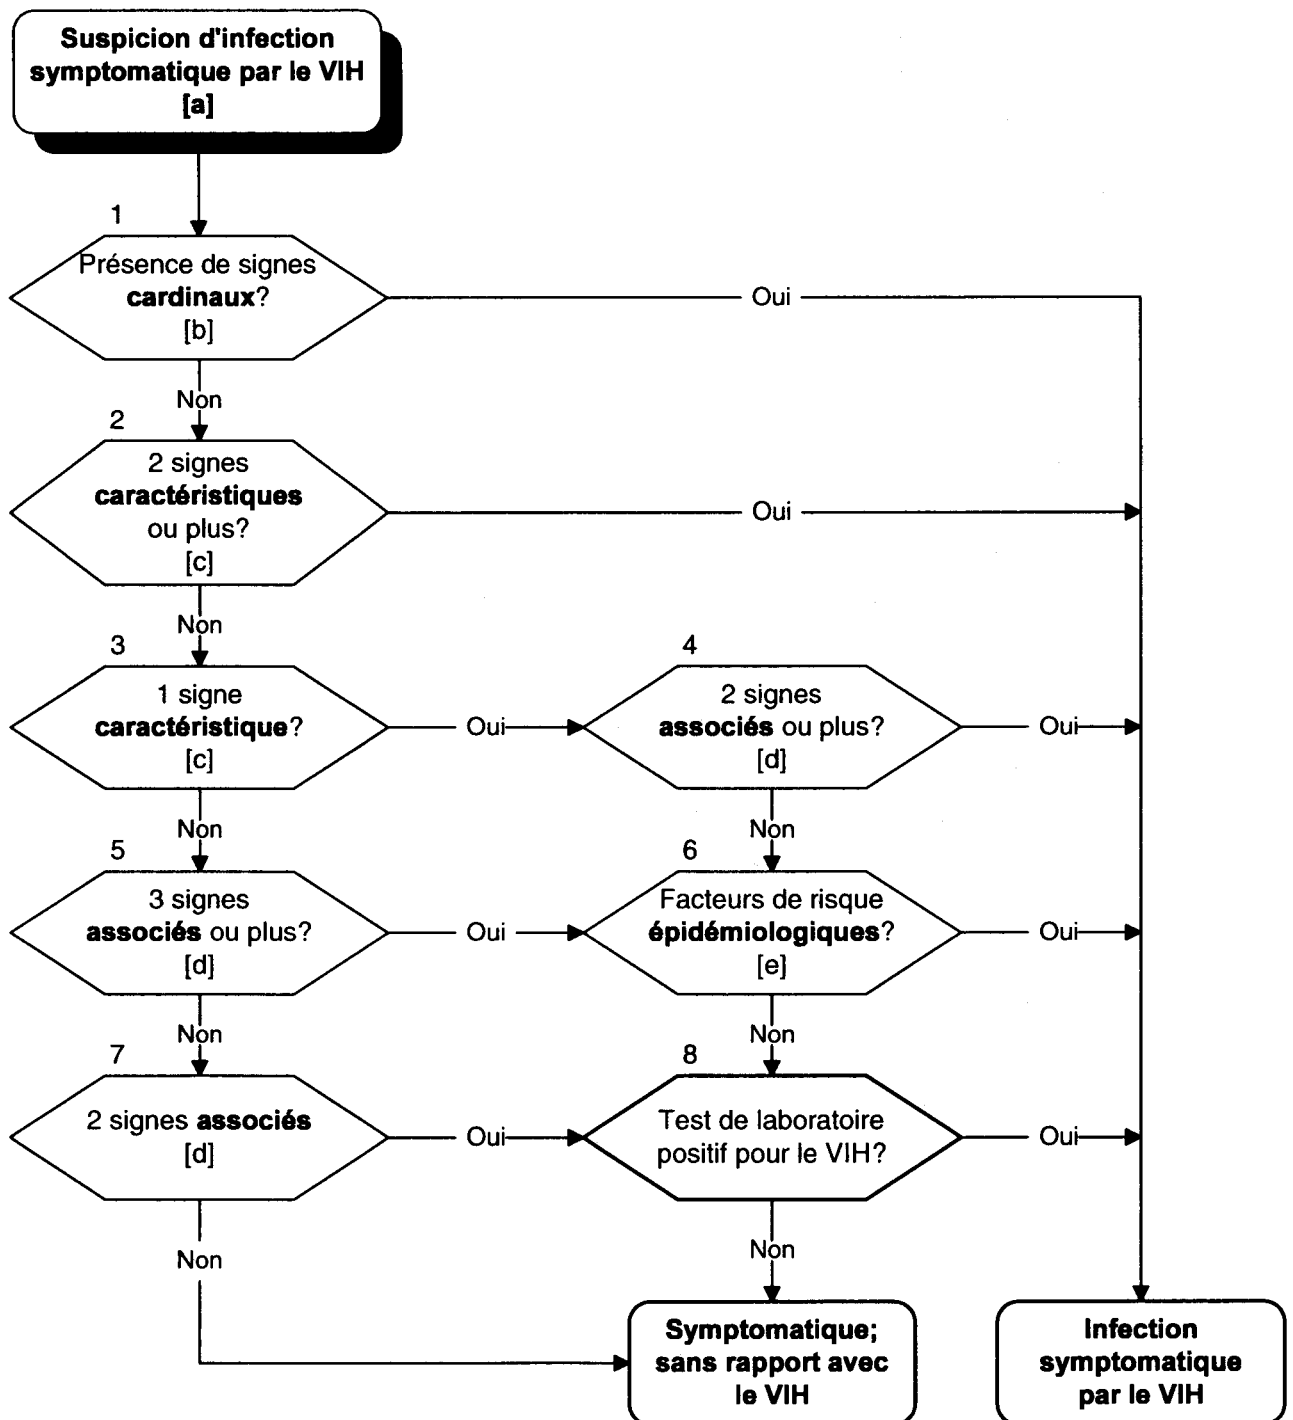 Suspicion d'infection
symptomatique par le VIH
[a]
1
Présence de signes
cardinaux?
[b]
Oui
Non
2
2 signes
caractéristiques
ou plus?
[c]
Oui
Non
3
1 signe
caractéristique?
[c]
Oui
4
2 signes
associés ou plus?
[d]
Oui
Non
Non
5
3 signes
associés ou plus?
[d]
Oui
6
Facteurs de risque
épidémiologiques?
[e]
Oui
Non
Non
7
2 signes associés
[d]
Oui
8
Test de laboratoire
positif pour le VIH?
Oui
Non
Non
Symptomatique;
sans rapport avec
le VIH
Infection
symptomatique
par le VIH